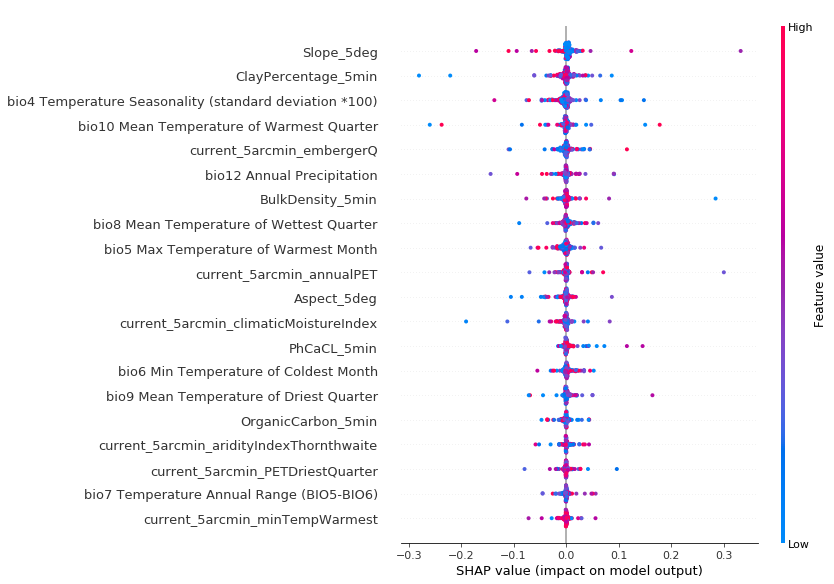 High
Slope_5deg
ClayPercentage_5min
bio4 Temperature Seasonality (standard deviation *100)
bio10 Mean Temperature of Warmest Quarter
current_5arcmin_embergerQ
bio12 Annual Precipitation
BulkDensity_5min
bio8 Mean Temperature of Wettest Quarter
bio5 Max Temperature of Warmest Month
current_5arcmin_annualPET
Aspect_5deg
current_5arcmin_climaticMoistureIndex
PhCaCL_5min
bio6 Min Temperature of Coldest Month
bio9 Mean Temperature of Driest Quarter
OrganicCarbon_5min
current_5arcmin_aridityIndexThornthwaite
current_5arcmin_PETDriestQuarter
bio7 Temperature Annual Range (BIO5-BIO6)
current_5arcmin_minTempWarmest
Feature value
Low
−0.3 −0.2 −0.1 0.0 0.1 0.2 0.3
SHAP value (impact on model output)